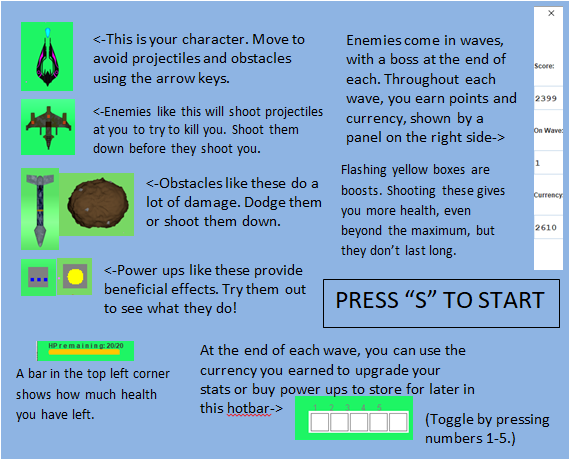 <-This is your character. Move to
avoid projectiles and obstacles
using the arrow keys.
<-Enemies like this will shoot projectiles
at you to try to kill you. Shoot them
down before they shoot you.
<-Obstacles like these do a
lot of damage. Dodge them
or shoot them down.
<-Power ups like these provide
beneficial effects. Try them out
to see what they do!
Enemies come in waves,
with a boss at the end of
each. Throughout each
wave, you earn points and
currency, shown by a
panel on the right side->
Flashing yellow boxes are
boosts. Shooting these gives
you more health, even
beyond the maximum, but
they don’t last long.
Score:
2399
On Wave:
1
Currency:
2610
PRESS “S” TO START
HP remaining: 20/20
A bar in the top left corner
shows how much health
you have left.
At the end of each wave, you can use the
currency you earned to upgrade your
stats or buy power ups to store for later in
this hotbar->
1 2 3 4 5
(Toggle by pressing
numbers 1-5.)